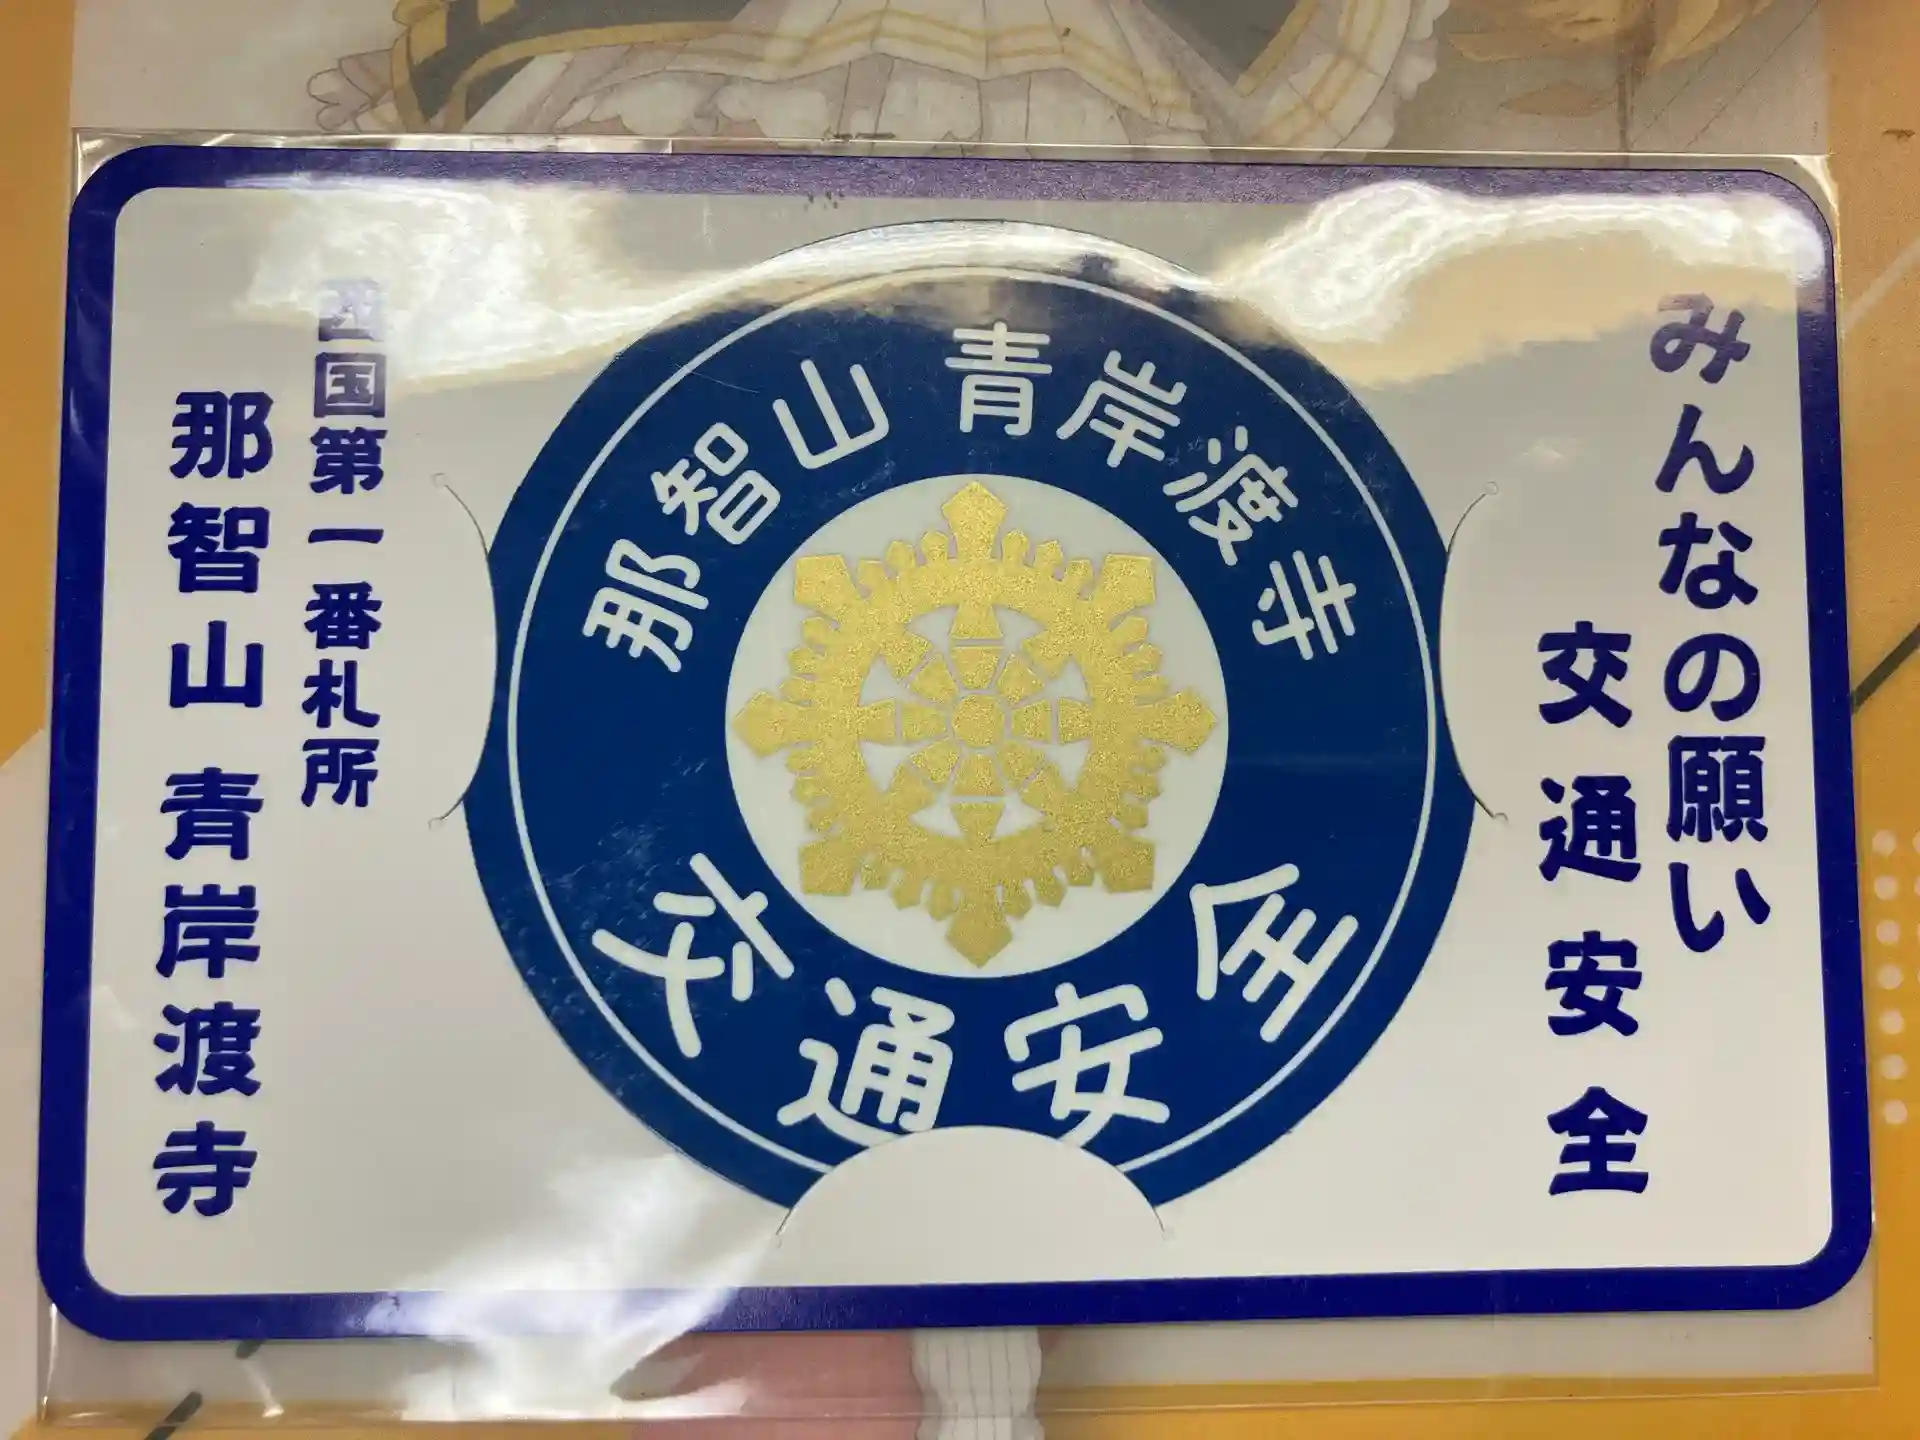 みんなの願い
交通安全
那智山 青岸渡寺
交通安全
西国第一番札所
那智山 青岸渡寺